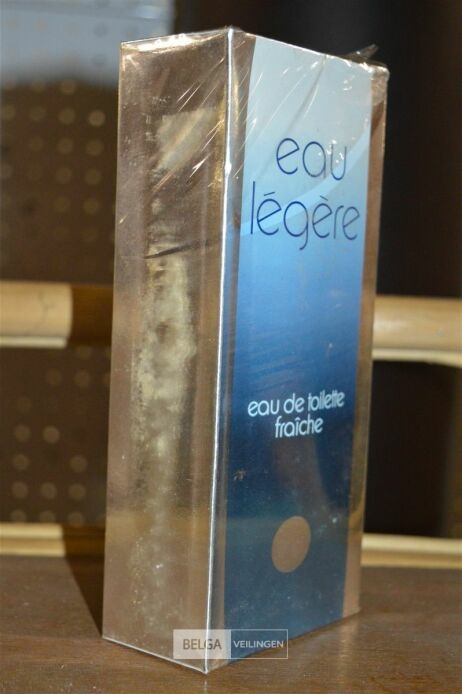 eau
légère
eau de toilette
fraîche
BELGA VEILINGEN